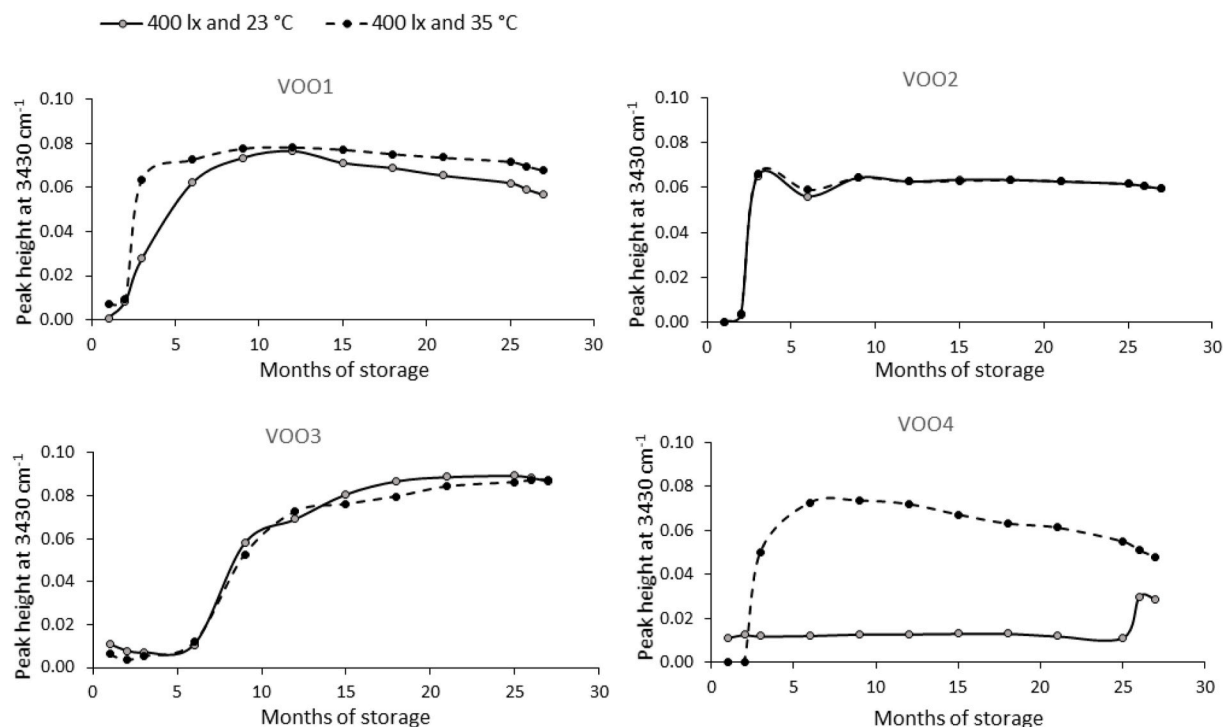 400 lx and 23 °C 400 lx and 35 °C
VOO1
Peak height at 3430 cm-1
0.10
0.08
0.06
0.04
0.02
0.00
0 5 10 15 20 25 30
Months of storage
VOO2
Peak height at 3430 cm-1
0.10
0.08
0.06
0.04
0.02
0.00
0 5 10 15 20 25 30
Months of storage
VOO3
Peak height at 3430 cm-1
0.10
0.08
0.06
0.04
0.02
0.00
0 5 10 15 20 25 30
Months of storage
VOO4
Peak height at 3430 cm-1
0.10
0.08
0.06
0.04
0.02
0.00
0 5 10 15 20 25 30
Months of storage